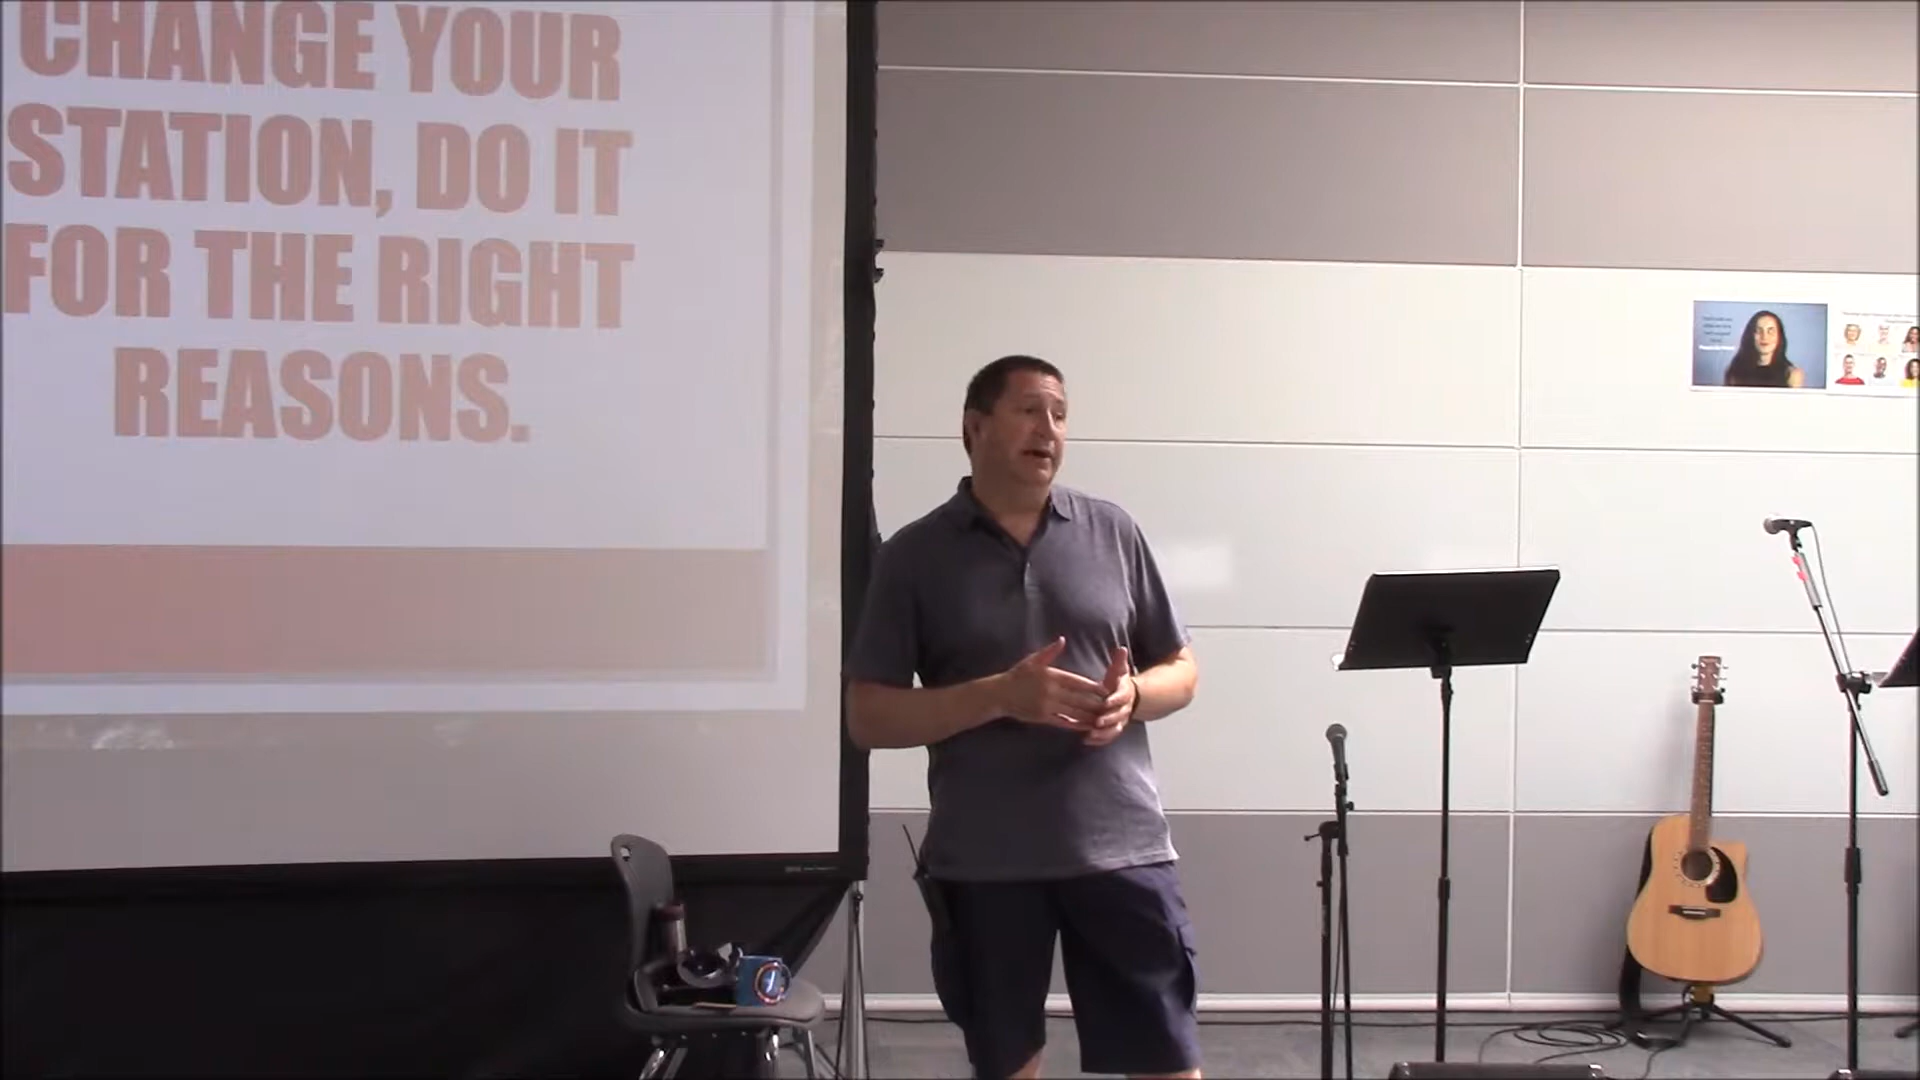 CHANGE YOUR
STATION, DO IT
FOR THE RIGHT
REASONS.